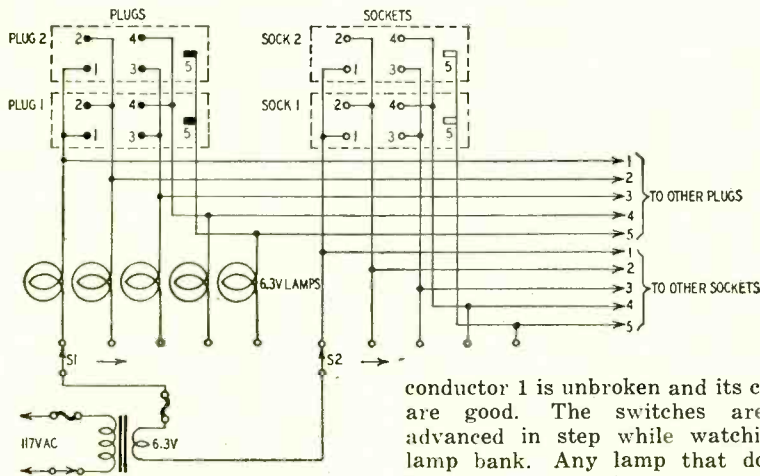 PLUGS SOCKETS
PLUG 2 2 4 SOCK 2 2 4
1 3 5 1 3 5
PLUG 1 2 4 SOCK 1 2 4
1 3 5 1 3 5
1
2
3 TO OTHER PLUGS
4
5
1
2
6.3V LAMPS 3 TO OTHER SOCKETS
4
5
S1 S2
117V AC 6.3V
conductor 1 is unbroken and its c
are good. The switches are
advanced in step while watchi
lamp bank. Any lamp that do